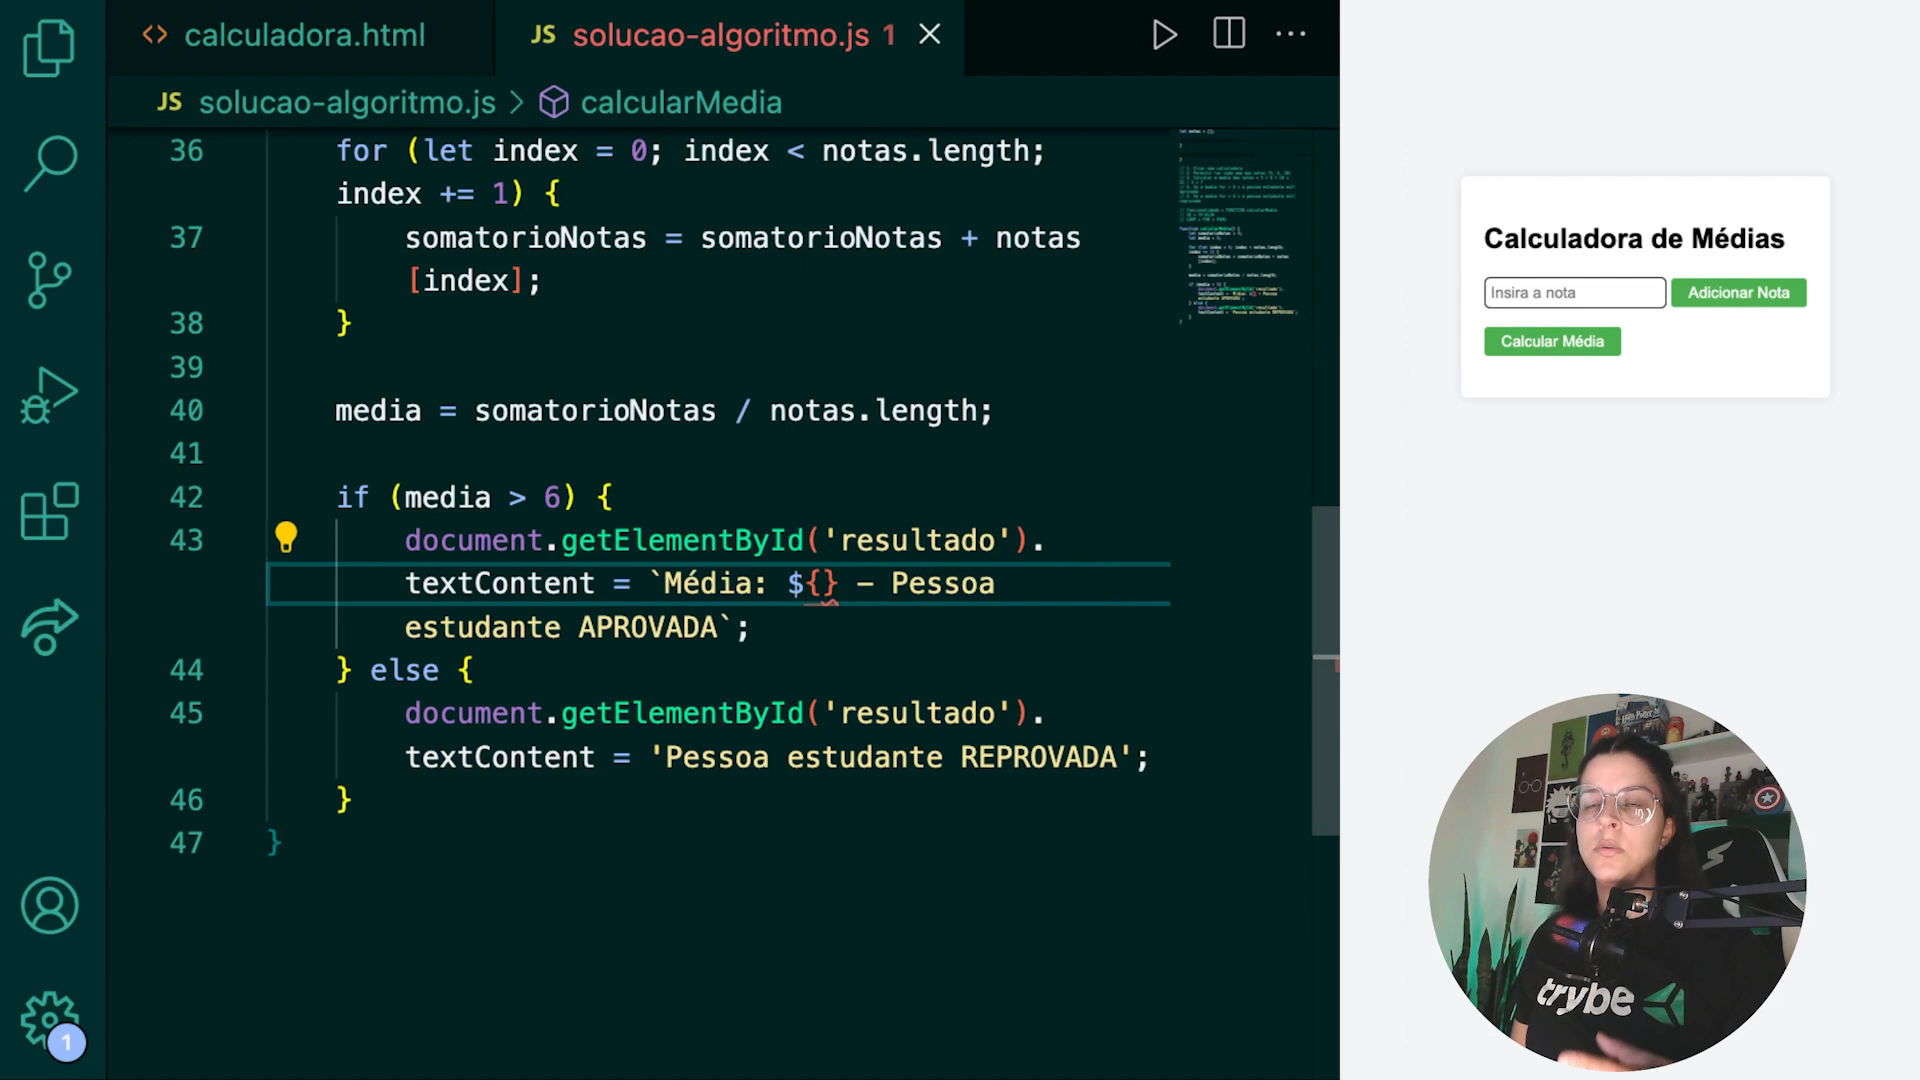 calculadora.html
JS solucao-algoritmo.js 1
JS solucao-algoritmo.js > calcularMedia
36 for (let index = 0; index < notas.length;
index += 1) {
37 somatorioNotas = somatorioNotas + notas
[index];
38 }
39
40 media = somatorioNotas / notas.length;
41
42 if (media > 6) {
43 document.getElementById('resultado').
textContent = `Média: ${} – Pessoa
estudante APROVADA`;
44 } else {
45 document.getElementById('resultado').
textContent = 'Pessoa estudante REPROVADA';
46 }
47 }
1
Calculadora de Médias
Insira a nota
Adicionar Nota
Calcular Média
trybe